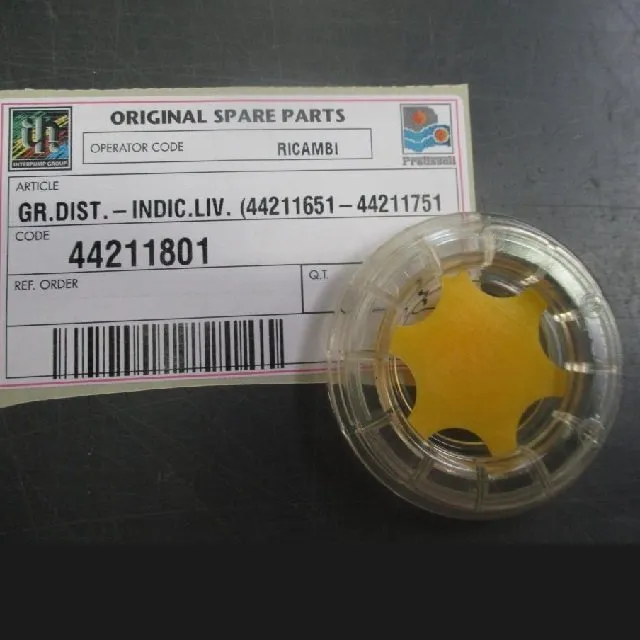 ORIGINAL SPARE PARTS
INTERPUMP GROUP
OPERATOR CODE RICAMBI
Pratissoli
ARTICLE
GR.DIST.-INDIC.LIV. (44211651-44211751
CODE
44211801
REF. ORDER
Q.T.